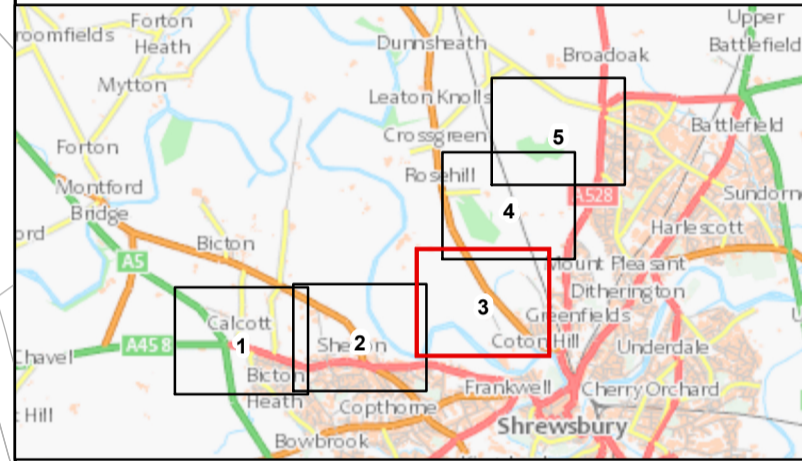 Forton
Heath
roomfields
Mytton
Forton
Montford
Bridge
ord
Bicton
A5
Chavel
A458
Calcott
1
Bicton
Heath
t Hill
Bowbrook
2
Copthorne
Dunnsheath
Leaton Knolls
Crossgreen
Rosehill
Broadoak
5
4
A528
3
Upper
Battlefield
Battlefield
Sundorn
Harlescott
Mount Pleasant
Ditherington
Greenfields
Coton Hill
Underdale
Frankwell
Cherry Orchard
Shrewsbury
U